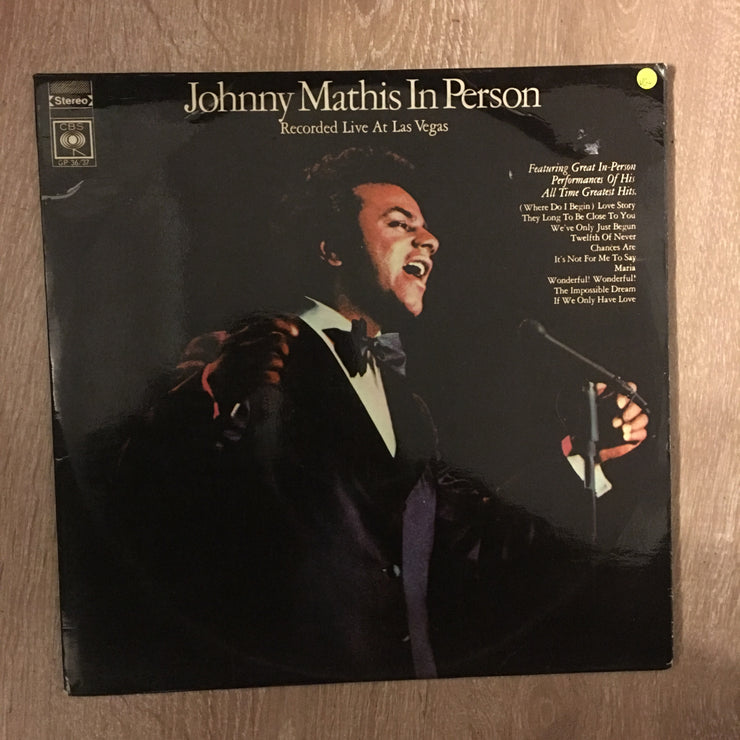 Stereo
CBS
GP 36/37
Johnny Mathis In Person
Recorded Live At Las Vegas
Featuring Great In-Person
Performances Of His
All Time Greatest Hits.
(Where Do I Begin) Love Story
They Long To Be Close To You
We've Only Just Begun
Twelfth Of Never
Chances Are
It's Not For Me To Say
Maria
Wonderful! Wonderful!
The Impossible Dream
If We Only Have Love